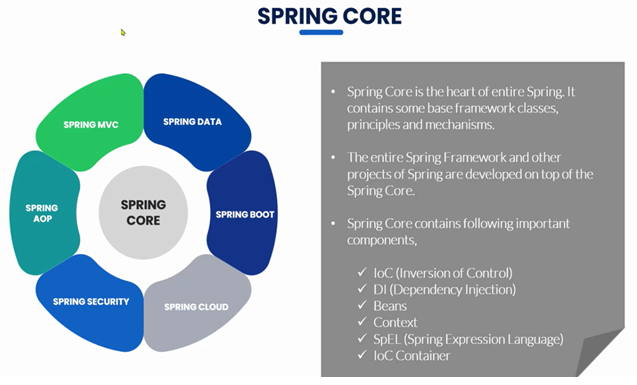 SPRING CORE
SPRING MVC
SPRING DATA
SPRING
AOP
SPRING
CORE
SPRING BOOT
SPRING SECURITY
SPRING CLOUD
• Spring Core is the heart of entire Spring. It
contains some base framework classes,
principles and mechanisms.
• The entire Spring Framework and other
projects of Spring are developed on top of the
Spring Core.
• Spring Core contains following important
components,
✓ IoC (Inversion of Control)
✓ DI (Dependency Injection)
✓ Beans
✓ Context
✓ SpEL (Spring Expression Language)
✓ IoC Container